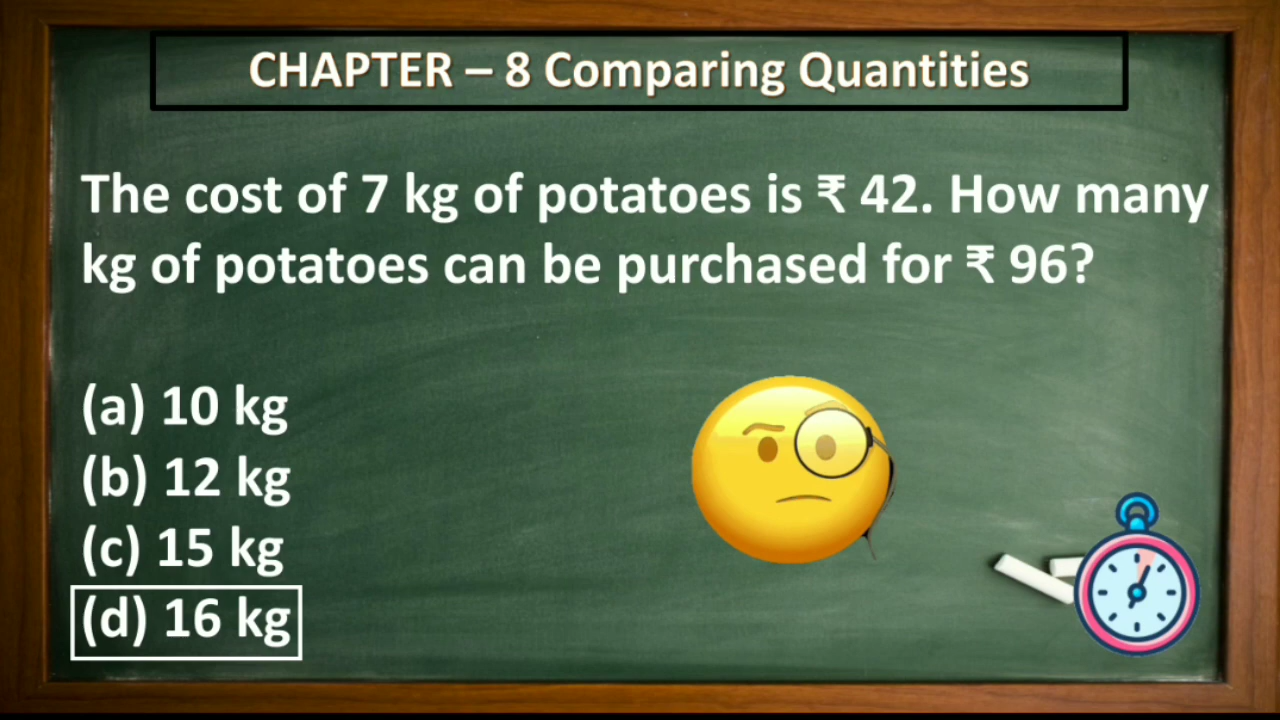 CHAPTER – 8 Comparing Quantities
The cost of 7 kg of potatoes is ₹ 42. How many
kg of potatoes can be purchased for ₹ 96?
(a) 10 kg
(b) 12 kg
(c) 15 kg
(d) 16 kg